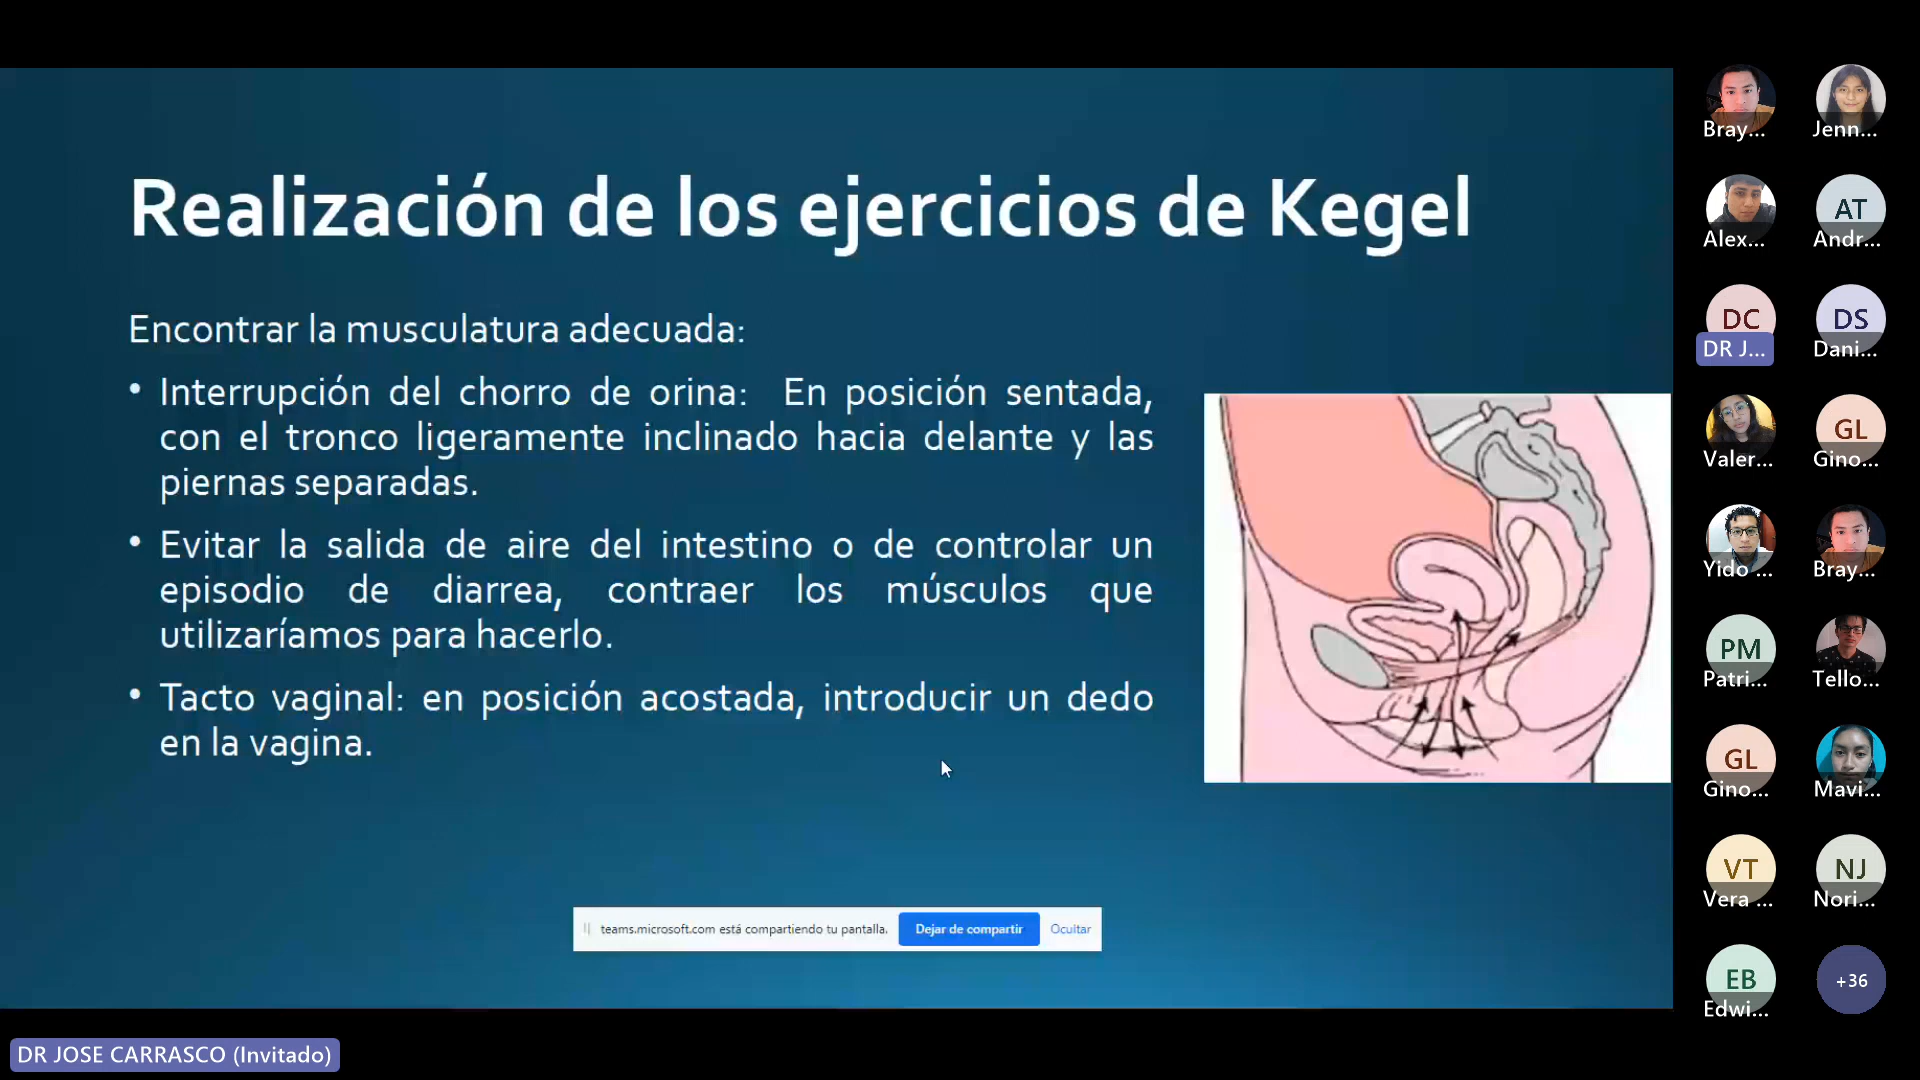 Realización de los ejercicios de Kegel
Encontrar la musculatura adecuada:
• Interrupción del chorro de orina: En posición sentada,
con el tronco ligeramente inclinado hacia delante y las
piernas separadas.
• Evitar la salida de aire del intestino o de controlar un
episodio de diarrea, contraer los músculos que
utilizaríamos para hacerlo.
• Tacto vaginal: en posición acostada, introducir un dedo
en la vagina.
teams.microsoft.com está compartiendo tu pantalla. Dejar de compartir Ocultar
DR JOSE CARRASCO (Invitado)
Bray... Jenn...
AT
Alex... Andr...
DC DS
DR J... Dani...
GL
Valer... Gino...
Yido ... Bray...
PM
Patri... Tello...
GL
Gino... Mavi...
VT NJ
Vera ... Nori...
EB +36
Edwi...